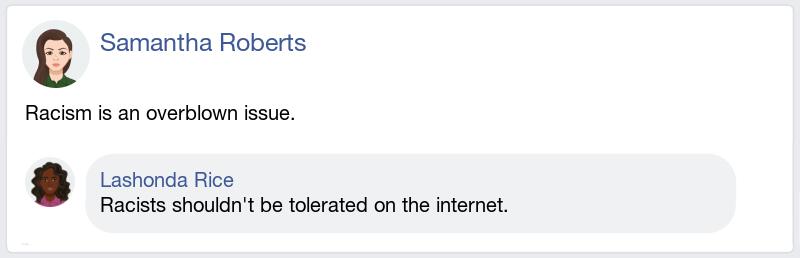 Samantha Roberts
Racism is an overblown issue.
Lashonda Rice
Racists shouldn't be tolerated on the internet.